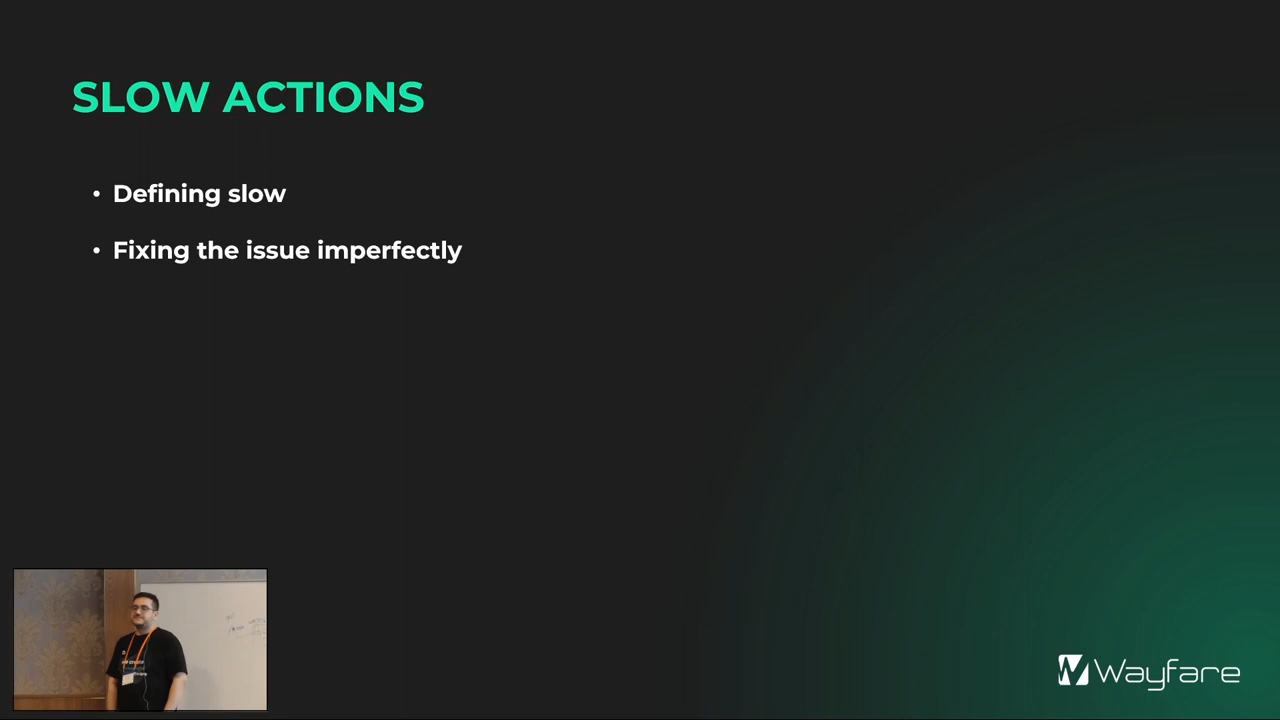 SLOW ACTIONS
• Defining slow
• Fixing the issue imperfectly
Wayfare